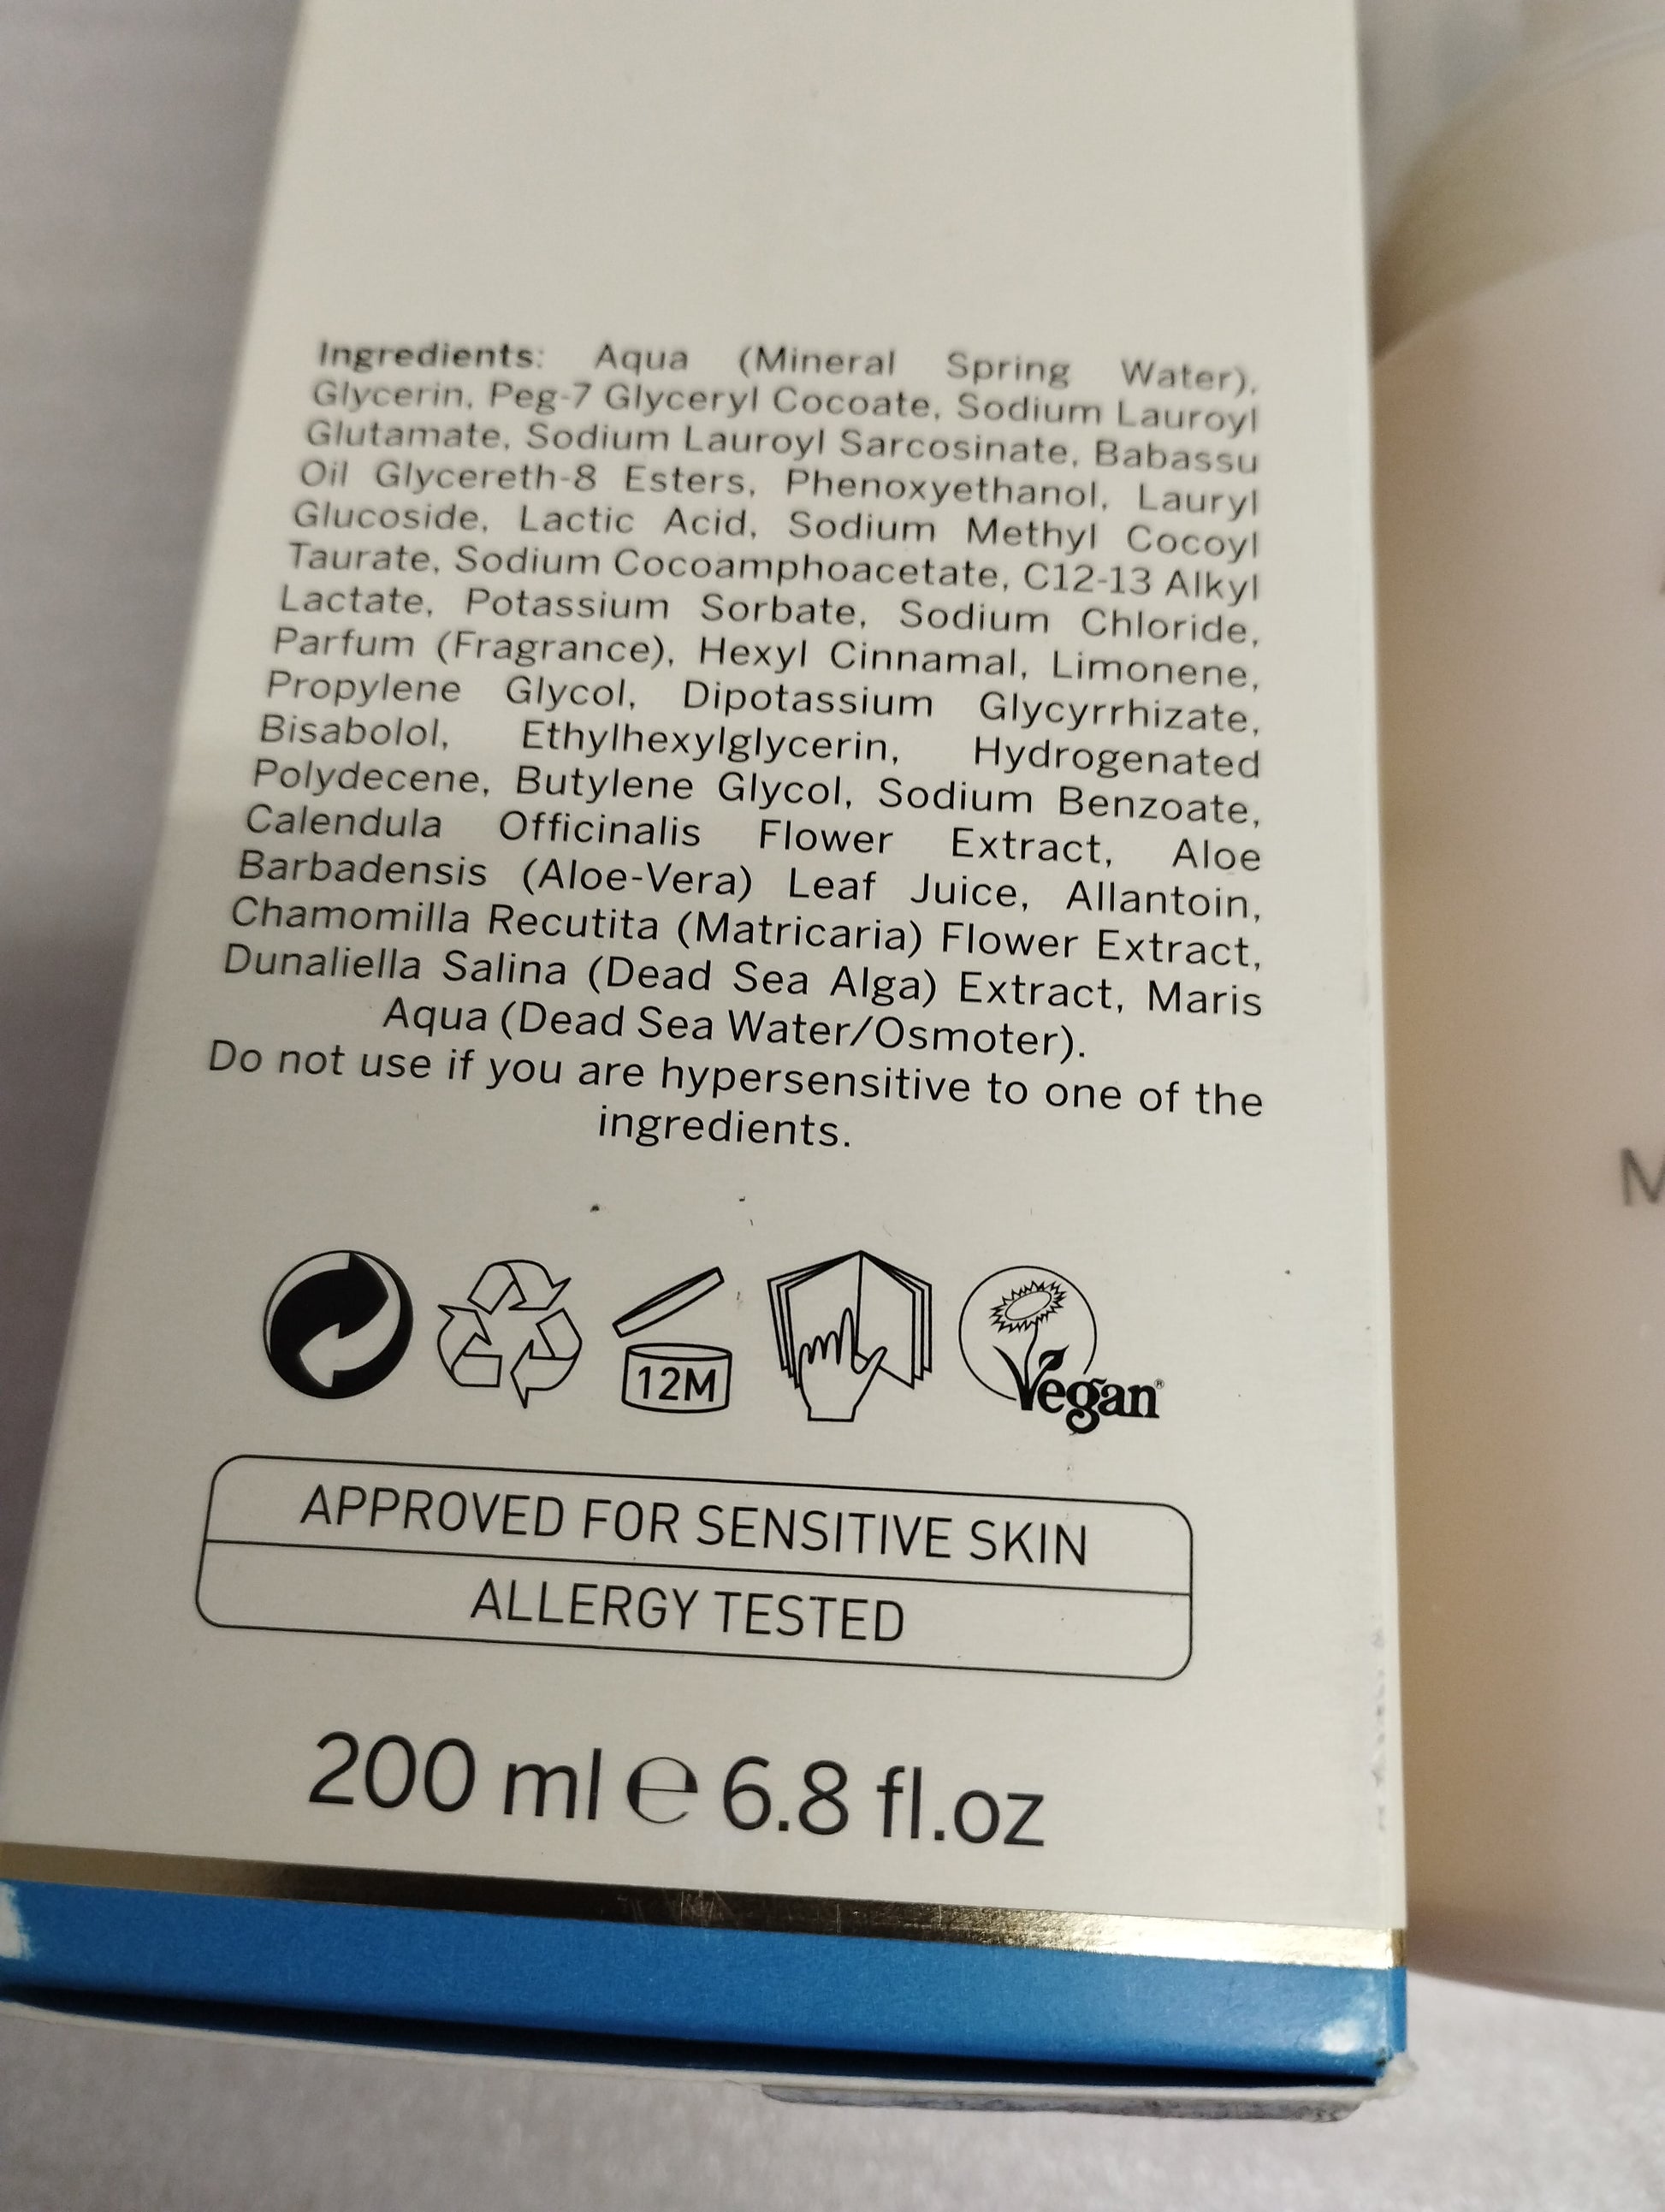 Ingredients: Aqua (Mineral Spring Water),
Glycerin, Peg-7 Glyceryl Cocoate, Sodium Lauroyl
Glutamate, Sodium Lauroyl Sarcosinate, Babassu
Oil Glycereth-8 Esters, Phenoxyethanol, Lauryl
Glucoside, Lactic Acid, Sodium Methyl Cocoyl
Taurate, Sodium Cocoamphoacetate, C12-13 Alkyl
Lactate, Potassium Sorbate, Sodium Chloride,
Parfum (Fragrance), Hexyl Cinnamal, Limonene,
Propylene Glycol, Dipotassium Glycyrrhizate,
Bisabolol, Ethylhexylglycerin, Hydrogenated
Polydecene, Butylene Glycol, Sodium Benzoate,
Calendula Officinalis Flower Extract, Aloe
Barbadensis (Aloe-Vera) Leaf Juice, Allantoin,
Chamomilla Recutita (Matricaria) Flower Extract,
Dunaliella Salina (Dead Sea Alga) Extract, Maris
Aqua (Dead Sea Water/Osmoter).
Do not use if you are hypersensitive to one of the
ingredients.
12M
Vegan®
APPROVED FOR SENSITIVE SKIN
ALLERGY TESTED
200 ml e 6.8 fl.oz
M